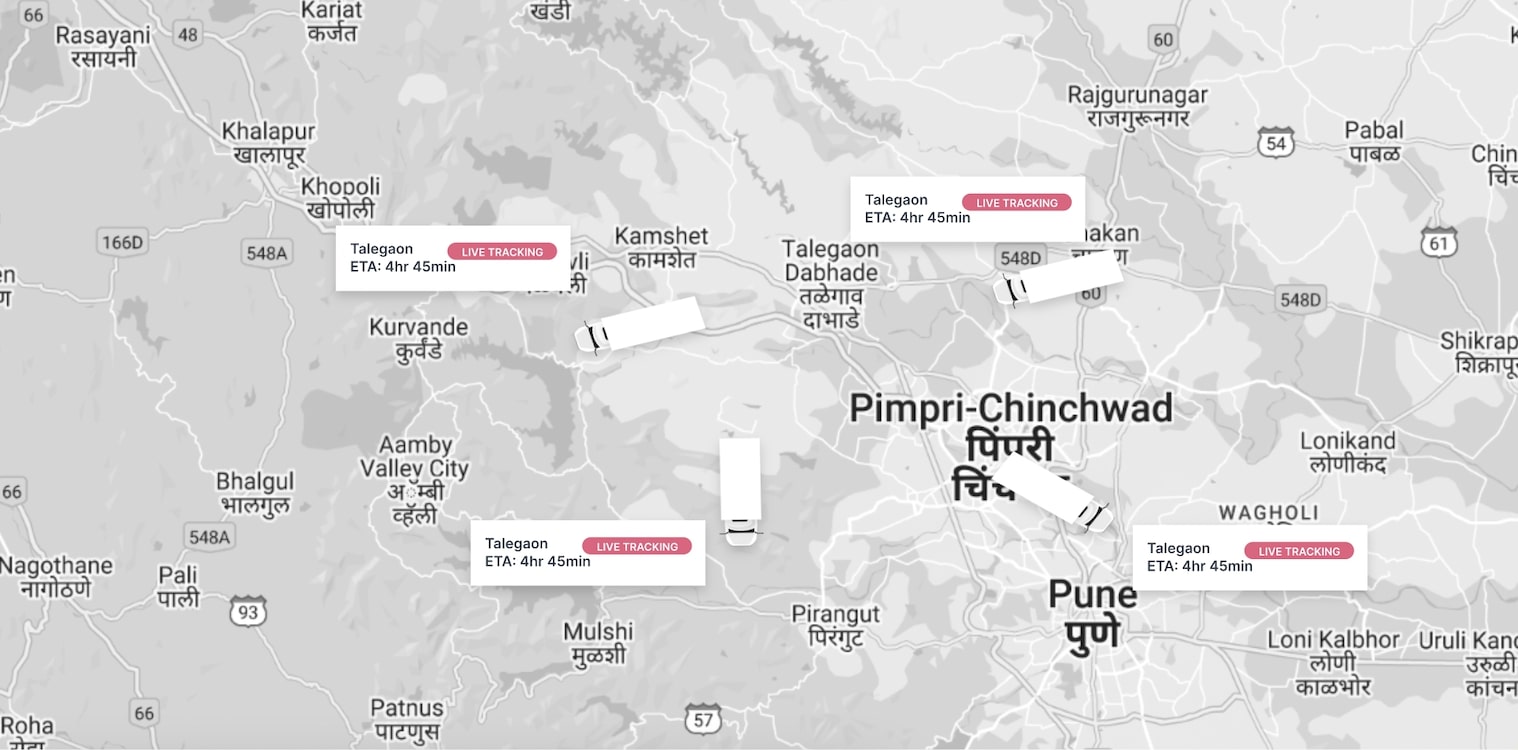 66
Rasayani
रसायनी
48
Karjat
कर्जत
खंडी
60
Rajgurunagar
राजगुरूनगर
54
Pabal
पाबळ
Khalapur
खालापूर
Khopoli
खोपोली
166D
548A
Talegaon
LIVE TRACKING
ETA: 4hr 45min
Kamshet
कामशेत
Talegaon
Dabhade
तळेगाव
दाभाडे
Talegaon
LIVE TRACKING
ETA: 4hr 45min
548D
60
548D
61
Kurvande
कुर्वंडे
Pimpri-Chinchwad
पिंपरी
Aamby
Valley City
व्हॅली
Bhalgul
भालगुल
66
548A
Lonikand
लोणीकंद
WAGHOLI
Talegaon
LIVE TRACKING
ETA: 4hr 45min
Talegaon
LIVE TRACKING
ETA: 4hr 45min
Nagothane
नागोठणे
Pali
पाली
93
Mulshi
मुळशी
Pirangut
पिरंगुट
Pune
पुणे
Loni Kalbhor
लोणी
काळभोर
Uruli
उरुळी
66
Patnus
पाटणुस
57
Roha